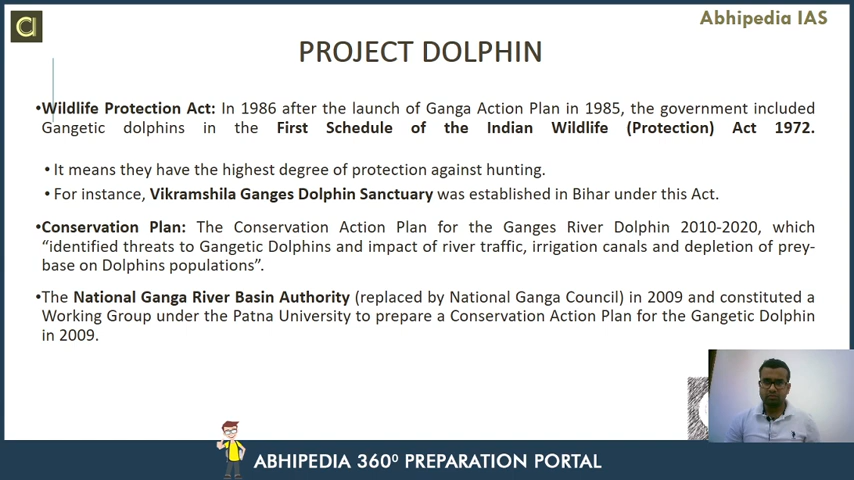 Abhipedia IAS
PROJECT DOLPHIN
•Wildlife Protection Act: In 1986 after the launch of Ganga Action Plan in 1985, the government included
Gangetic dolphins in the First Schedule of the Indian Wildlife (Protection) Act 1972.
• It means they have the highest degree of protection against hunting.
• For instance, Vikramshila Ganges Dolphin Sanctuary was established in Bihar under this Act.
•Conservation Plan: The Conservation Action Plan for the Ganges River Dolphin 2010-2020, which
“identified threats to Gangetic Dolphins and impact of river traffic, irrigation canals and depletion of prey-
base on Dolphins populations”.
•The National Ganga River Basin Authority (replaced by National Ganga Council) in 2009 and constituted a
Working Group under the Patna University to prepare a Conservation Action Plan for the Gangetic Dolphin
in 2009.
ABHIPEDIA 360⁰ PREPARATION PORTAL